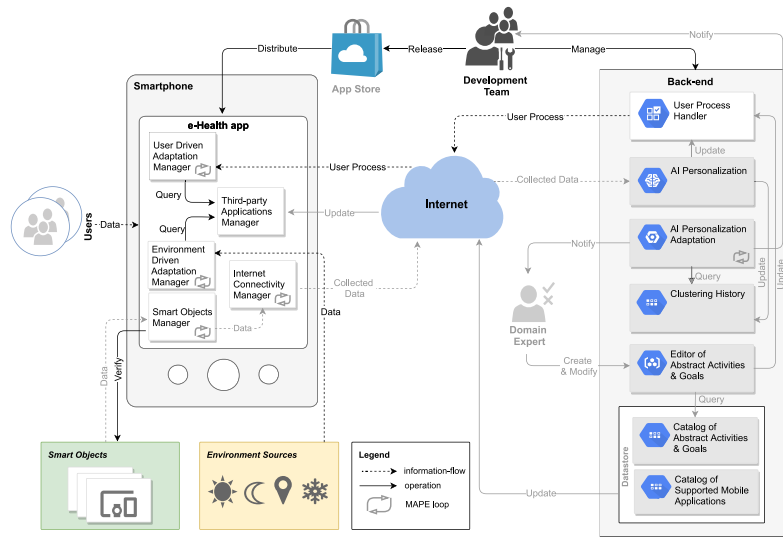 Distribute
Release
Manage
Notify
App Store
Development
Team
Smartphone
Back-end
e-Health app
User Driven
Adaptation
Manager
Query
Third-party
Applications
Manager
Query
Environment
Driven
Adaptation
Manager
Internet
Connectivity
Manager
Smart Objects
Manager
Data
Users
Data
User Process
User Process
Internet
Update
Collected Data
Collected
Data
Data
Data
Verify
User Process
Handler
Update
AI Personalization
AI Personalization
Adaptation
Notify
Query
Update
Update
Clustering History
Domain
Expert
Create
& Modify
Editor of
Abstract Activities
& Goals
Query
Datastore
Catalog of
Abstract Activities
& Goals
Catalog of
Supported Mobile
Applications
Update
Smart Objects
Environment Sources
Legend
information-flow
operation
MAPE loop